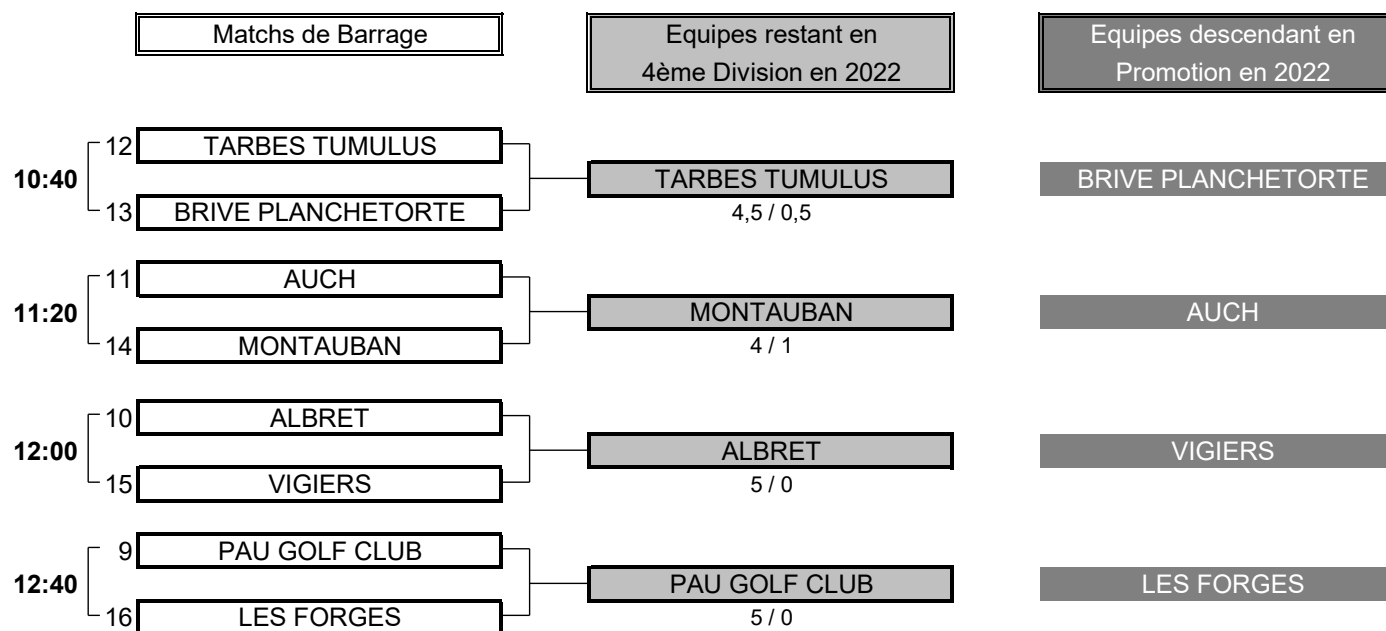 Matchs de Barrage
Equipes restant en
4ème Division en 2022
Equipes descendant en
Promotion en 2022
12 TARBES TUMULUS
10:40
TARBES TUMULUS
BRIVE PLANCHETORTE
13 BRIVE PLANCHETORTE
4,5 / 0,5
11 AUCH
11:20
MONTAUBAN
AUCH
14 MONTAUBAN
4 / 1
10 ALBRET
12:00
ALBRET
VIGIERS
15 VIGIERS
5 / 0
9 PAU GOLF CLUB
12:40
PAU GOLF CLUB
LES FORGES
16 LES FORGES
5 / 0